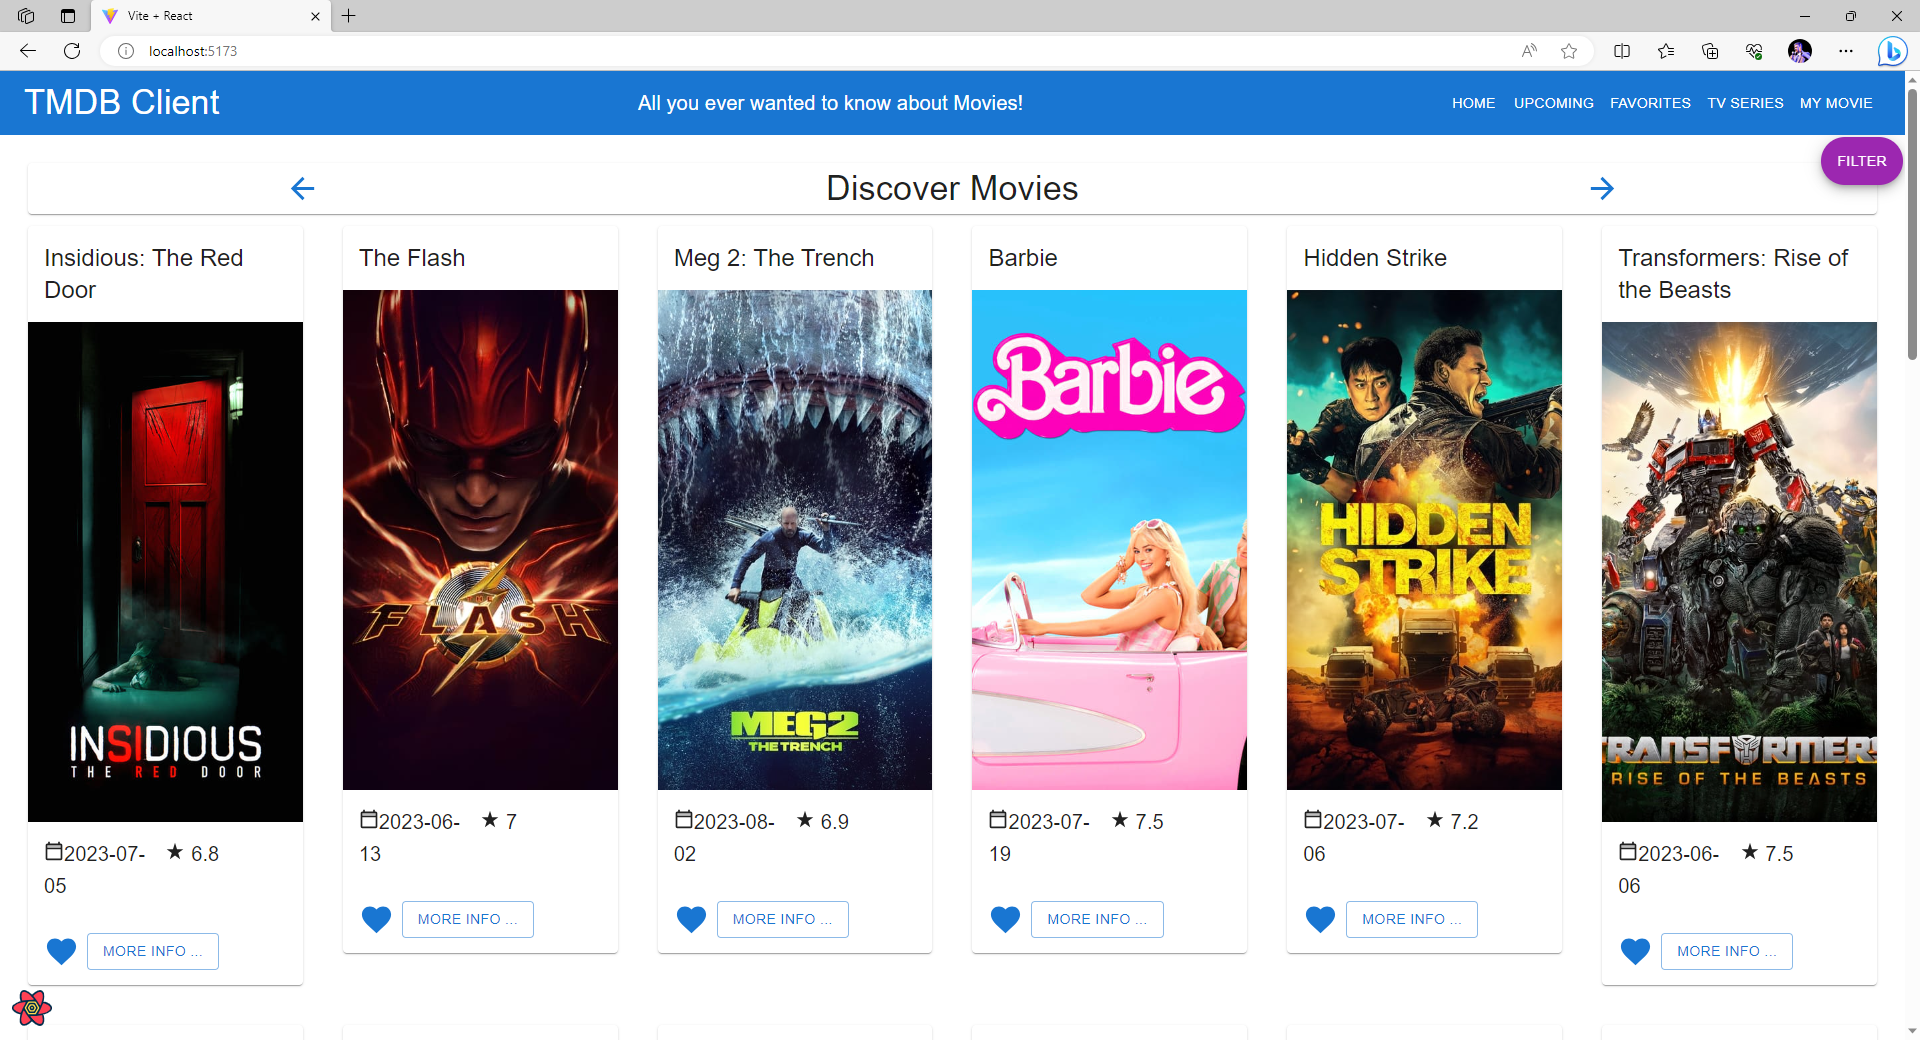 Vite + React
localhost:5173
TMDB Client
All you ever wanted to know about Movies!
HOME UPCOMING FAVORITES TV SERIES MY MOVIE
FILTER
Discover Movies
Insidious: The Red
Door
INSIDIOUS
THE RED DOOR
2023-07-
05
6.8
MORE INFO ...
The Flash
THE
FLASH
2023-06-
13
7
MORE INFO ...
Meg 2: The Trench
MEG2
THE TRENCH
2023-08-
02
6.9
MORE INFO ...
Barbie
Barbie
2023-07-
19
7.5
MORE INFO ...
Hidden Strike
HIDDEN
STRIKE
2023-07-
06
7.2
MORE INFO ...
Transformers: Rise of
the Beasts
TRANSFORMERS
RISE OF THE BEASTS
2023-06-
06
7.5
MORE INFO ...